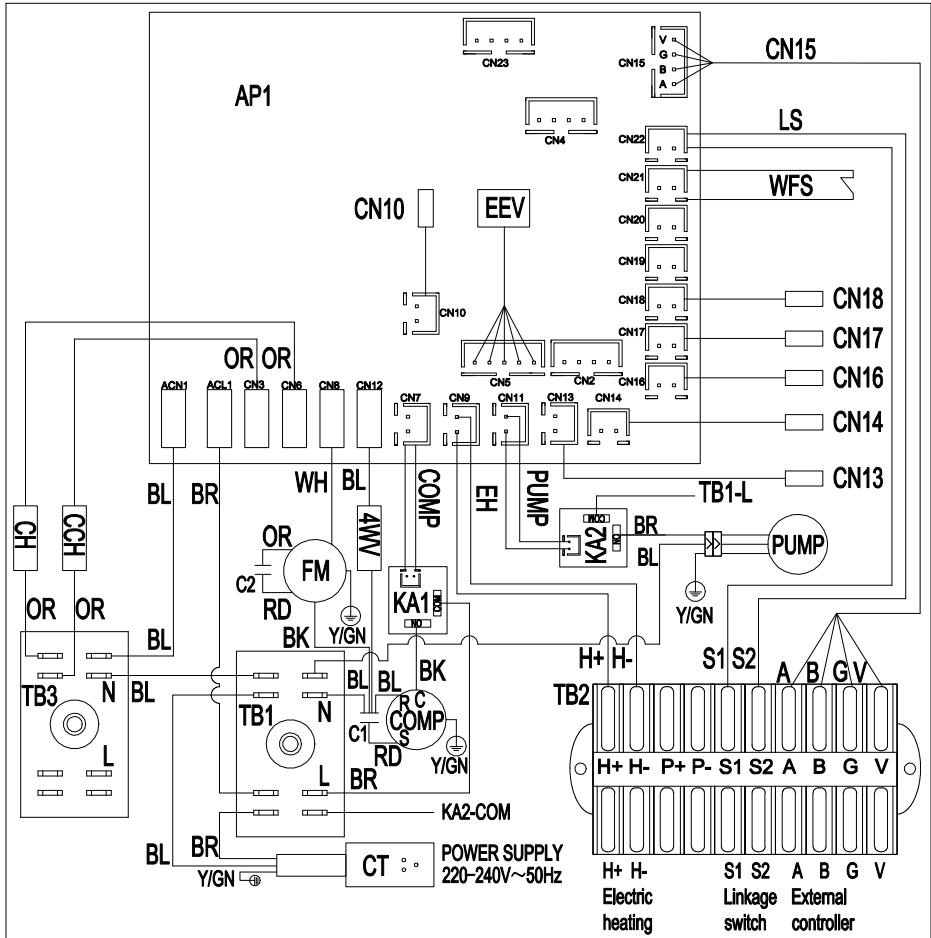 CN23
V
G
B
A
CN15
CN15
AP1
CN4
CN22
LS
CN21
WFS
CN10
EEV
CN20
CN19
CN10
CN18
CN18
CN17
CN17
CN5
CN2
CN16
CN16
OR OR
ACN1
ACL1
CN3
CN6
CN8
CN12
CN7
CN9
CN11
CN13
CN14
CN14
CN13
BL
BR
WH
BL
COMP
EH
PUMP
TB1-L
CH
CCH
OR
C2
FM
RD
4WV
COM
KA2
NO
BR
BL
PUMP
Y/GN
Y/GN
KA1
COM
NO
OR
OR
BL
BK
BK
N
BL
TB3
L
TB1
N
L
BL
BL
C1
R
C
COMP
S
RD
Y/GN
BR
KA2-COM
H+ H-
S1 S2
A B G V
TB2
H+ H- P+ P- S1 S2 A B G V
BL
BR
Y/GN
CT
POWER SUPPLY
220-240V～50Hz
H+ H- S1 S2 A B G V
Electric
heating
Linkage
switch
External
controller